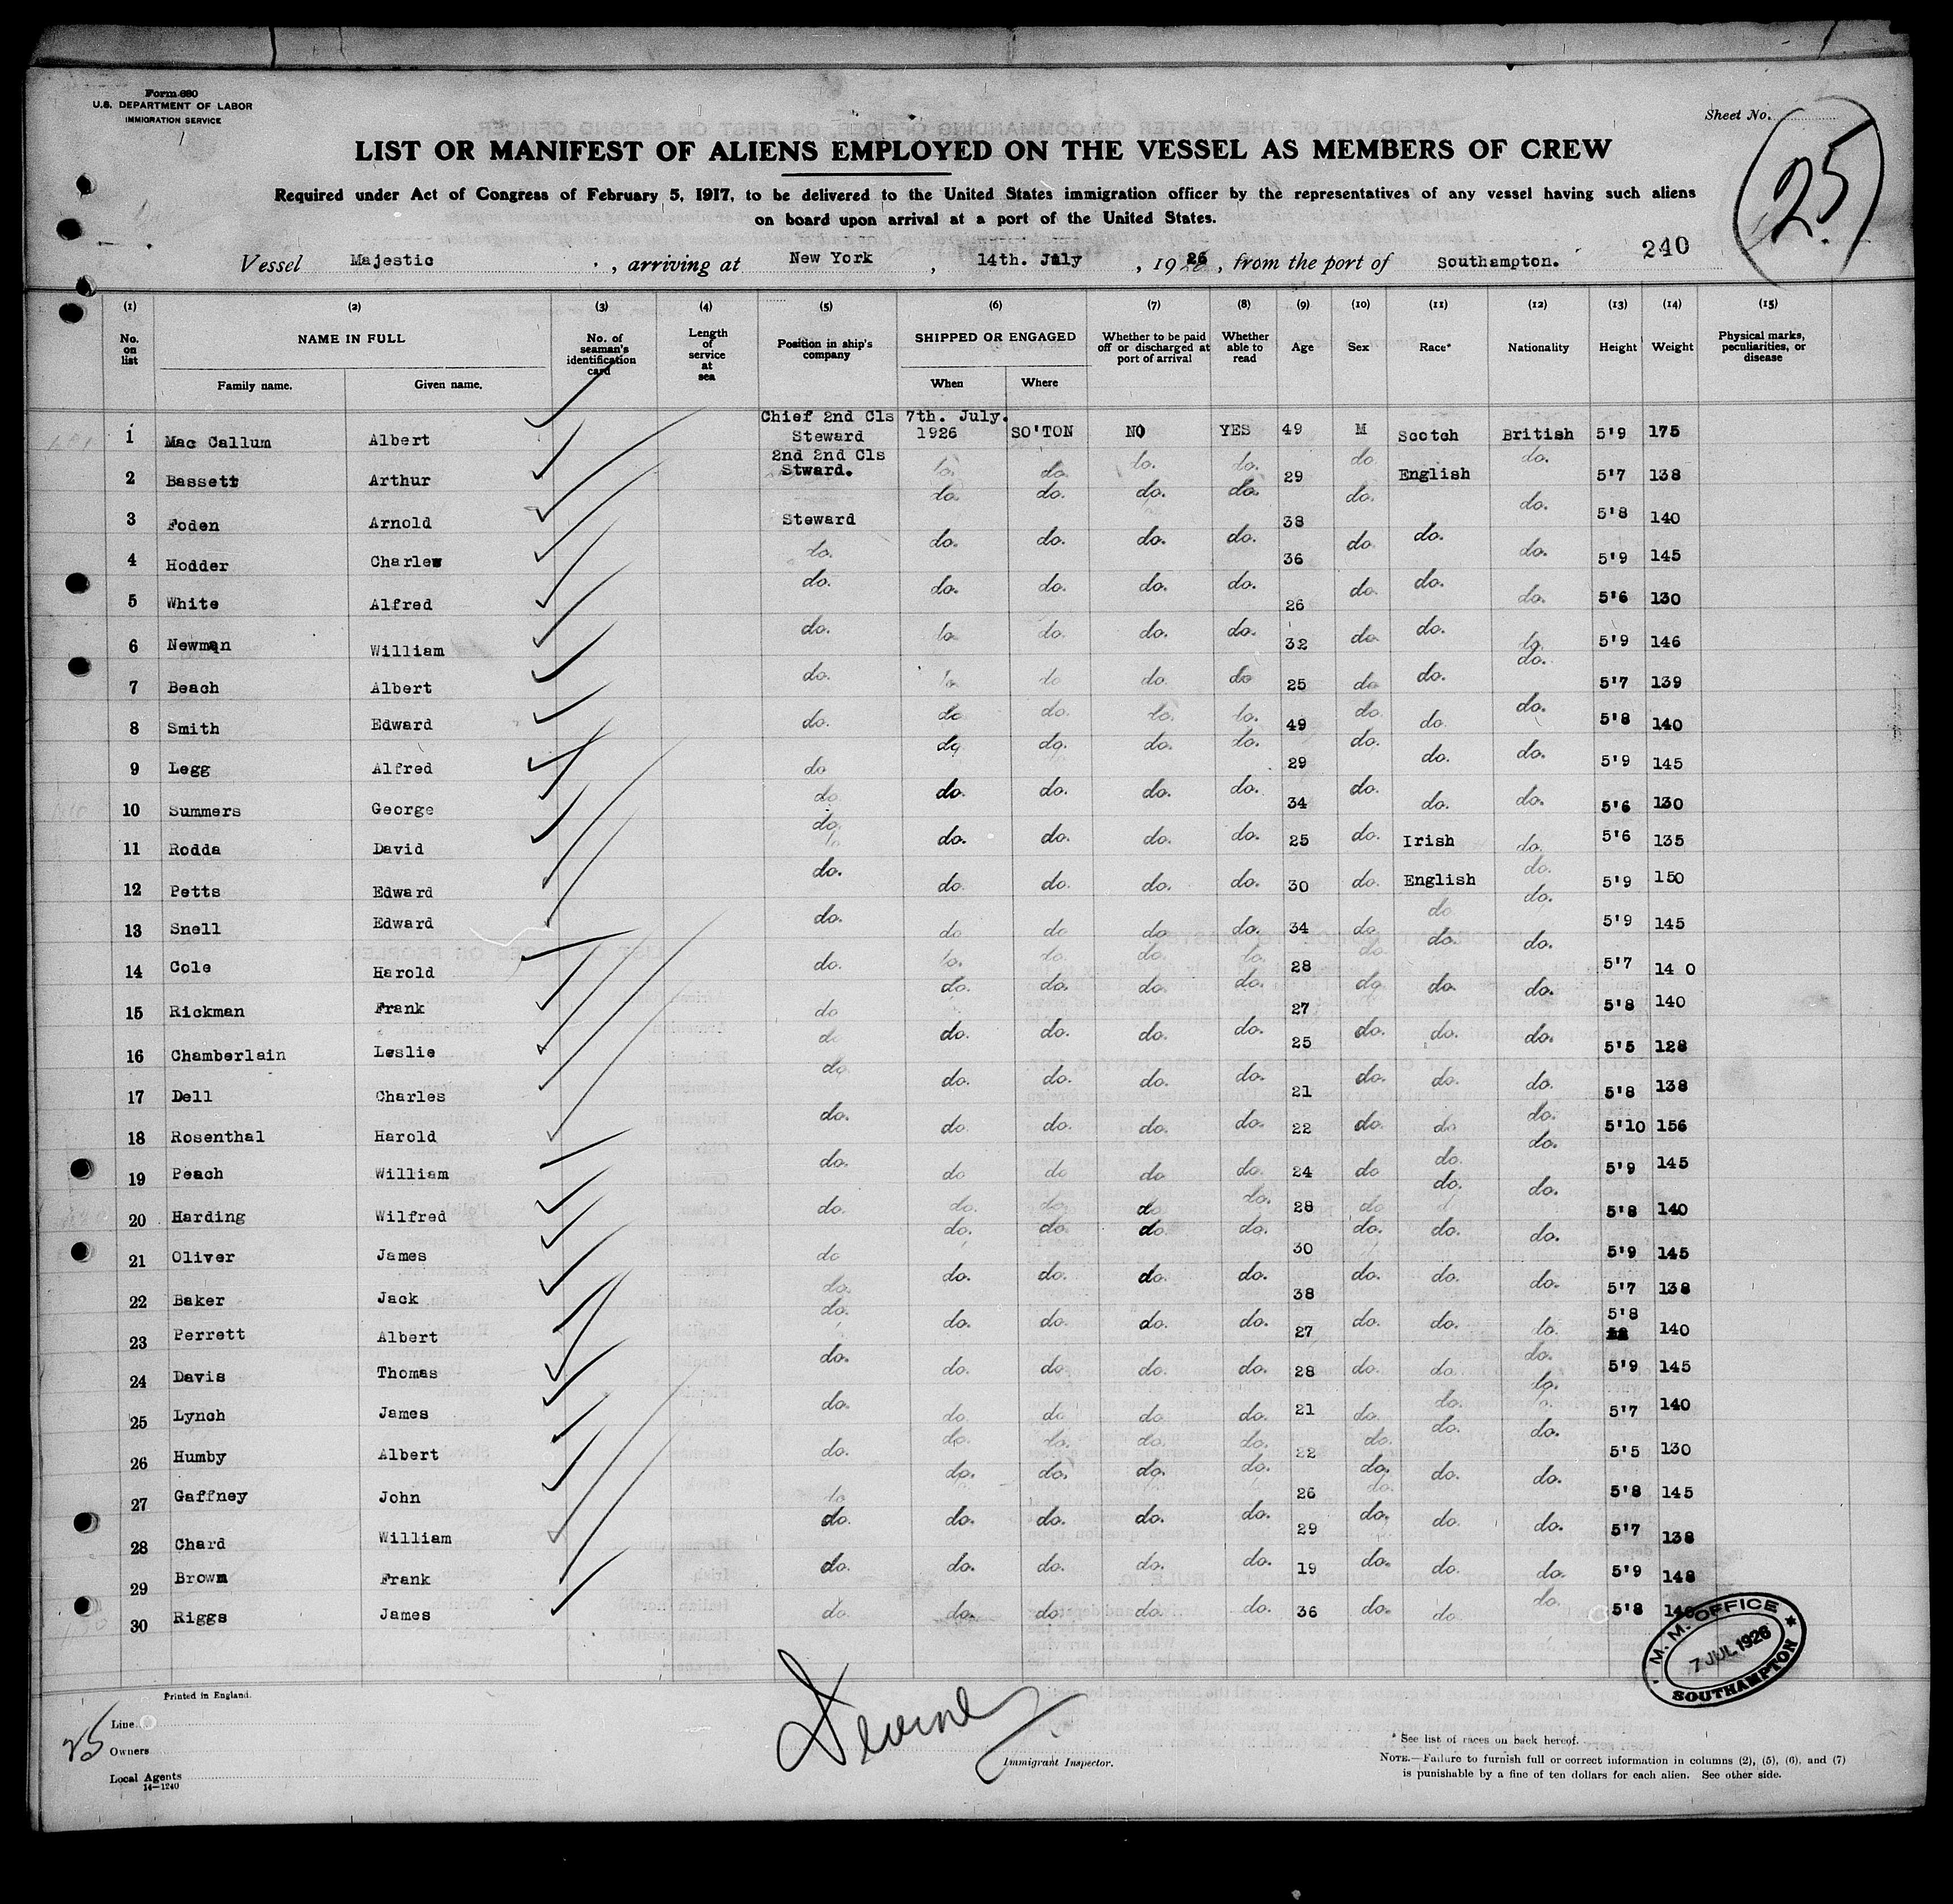 Form 680
U.S. DEPARTMENT OF LABOR
IMMIGRATION SERVICE
Sheet No.
25
LIST OR MANIFEST OF ALIENS EMPLOYED ON THE VESSEL AS MEMBERS OF CREW
Required under Act of Congress of February 5, 1917, to be delivered to the United States immigration officer by the representatives of any vessel having such aliens
on board upon arrival at a port of the United States.
240
Vessel Majestic , arriving at New York , 14th. July , 1926 , from the port of Southampton.
(1) (2) (3) (4) (5) (6) (7) (8) (9) (10) (11) (12) (13) (14) (15)
No. on list NAME IN FULL Family name. Given name. No. of seaman's identification card Length of service at sea Position in ship's company SHIPPED OR ENGAGED When Where Whether to be paid off or discharged at port of arrival Whether able to read Age Sex Race* Nationality Height Weight Physical marks, peculiarities, or disease
1 Mac Callum Albert Chief 2nd Cls Steward 7th. July. 1926 SO'TON NO YES 49 M Scotch British 5'9 175
2 Bassett Arthur 2nd 2nd Cls Stward. do. do. do. do. 29 do English do. 5'7 138
3 Foden Arnold Steward do. do. do. do. 38 do. do. 5'8 140
4 Hodder Charles do. do. do. do. do. 36 do do. do. 5'9 145
5 White Alfred do. do. do. do. do. 26 do. do. do. 5'6 130
6 Newman William do. do. do. do. do. 32 do do. do. 5'9 146
7 Beach Albert do. do. do do. do 25 do do. do. 5'7 139
8 Smith Edward do. do do. do. do. 49 do. do. do. 5'8 140
9 Legg Alfred do do do. do. do. 29 do. do. do. 5'9 145
10 Summers George do. do. do. do. do. 34 do. do. do. 5'6 130
11 Rodda David do. do. do. do. do. 25 do. Irish do. 5'6 135
12 Petts Edward do. do. do. do. do. 30 do. English do. 5'9 150
13 Snell Edward do. do do do do. 34 do do do. 5'9 145
14 Cole Harold do. do. do. do. do. 28 do do. do. 5'7 14 0
15 Rickman Frank do do. do. do. do. 27 do. do. do. 5'8 140
16 Chamberlain Leslie do do. do. do. do. 25 do. do. do. 5'5 128
17 Dell Charles do. do. do. do. do. 21 do. do. do. 5'8 138
18 Rosenthal Harold do. do. do. do. do. 22 do. do do. 5'10 156
19 Peach William do. do do do do. 24 do do. do. 5'9 145
20 Harding Wilfred do. do. do. do. do. 28 do do. do. 5'8 140
21 Oliver James do do. do. do. do. 30 do. do. do. 5'9 145
22 Baker Jack do. do. do. do. do. 38 do. do. do. 5'7 138
23 Perrett Albert do. do. do. do. do. 27 do. do. do. 5'8 140
24 Davis Thomas do. do. do. do. do. 28 do. do. do. 5'9 145
25 Lynch James do. do. do do. do. 21 do. do. do. 5'7 140
26 Humby Albert do. do. do. do. do. 22 do. do. do. 5'5 130
27 Gaffney John do do. do. do. do. 26 do. do. do. 5'8 145
28 Chard William do. do. do. do. do. 29 do. do. do. 5'7 138
29 Brown Frank do. do. do. do. do. 19 do. do. do. 5'9 148
30 Riggs James do. do. do. do. do. 36 do. do. do. 5'8 140
M. M. OFFICE
7 JUL 1926
SOUTHAMPTON
Printed in England.
25
Line
Owners
Local Agents
14—1240
Devine
Immigrant Inspector.
* See list of races on back hereof.
NOTE.—Failure to furnish full or correct information in columns (2), (5), (6), and (7)
is punishable by a fine of ten dollars for each alien. See other side.